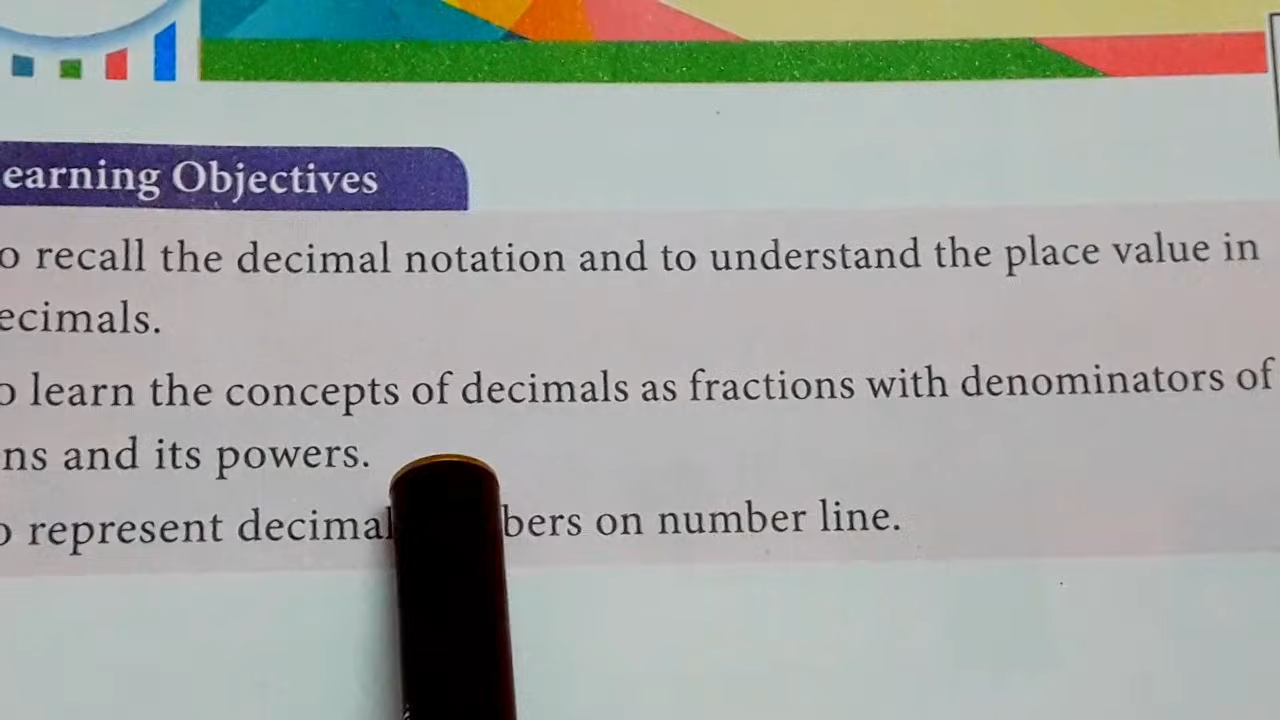 earning Objectives
o recall the decimal notation and to understand the place value in
ecimals.
o learn the concepts of decimals as fractions with denominators of
ns and its powers.
o represent decimal bers on number line.